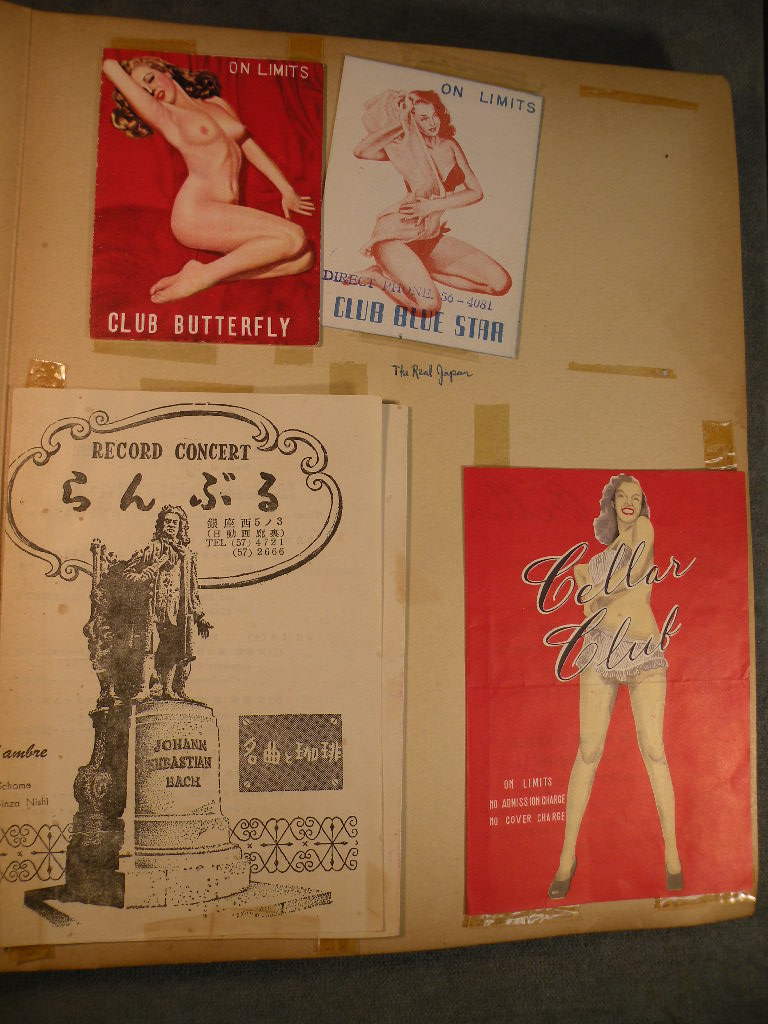 ON LIMITS
CLUB BUTTERFLY
ON LIMITS
DIRECT PHONE. 56-4081
CLUB BLUE STAR
The Real Japan
RECORD CONCERT
らんぶる
銀座西5ノ3
(日動画廊裏)
TEL (57) 4721
(57) 2666
JOHANN
SEBASTIAN
BACH
名曲と珈琲
ambre
Schome
Ginza Nishi
Cellar
Club
ON LIMITS
NO ADMISSION CHARGE
NO COVER CHARGE